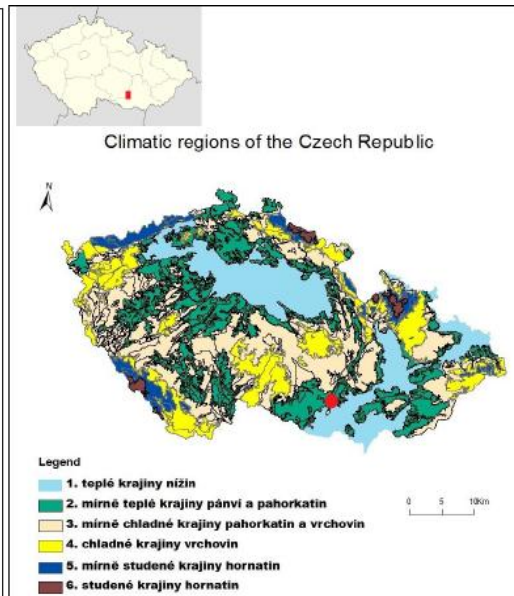 Climatic regions of the Czech Republic
N
Legend
1. teplé krajiny nížin
2. mírně teplé krajiny pánví a pahorkatin
3. mírně chladné krajiny pahorkatin a vrchovin
4. chladné krajiny vrchovin
5. mírně studené krajiny hornatin
6. studené krajiny hornatin
0 5 10Km